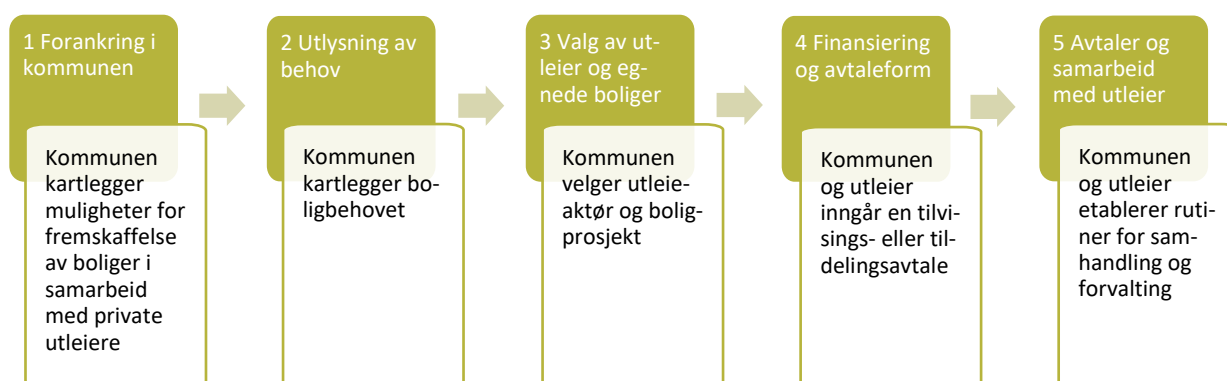 1 Forankring i
kommunen
Kommunen
kartlegger
muligheter for
fremskaffelse
av boliger i
samarbeid
med private
utleiere
2 Utlysning av
behov
Kommunen
kartlegger bo-
ligbehovet
3 Valg av ut-
leier og eg-
nede boliger
Kommunen
velger utleie-
aktør og bolig-
prosjekt
4 Finansiering
og avtaleform
Kommunen
og utleier
inngår en tilvi-
sings- eller til-
delingsavtale
5 Avtaler og
samarbeid
med utleier
Kommunen
og utleier
etablerer ruti-
ner for sam-
handling og
forvalting